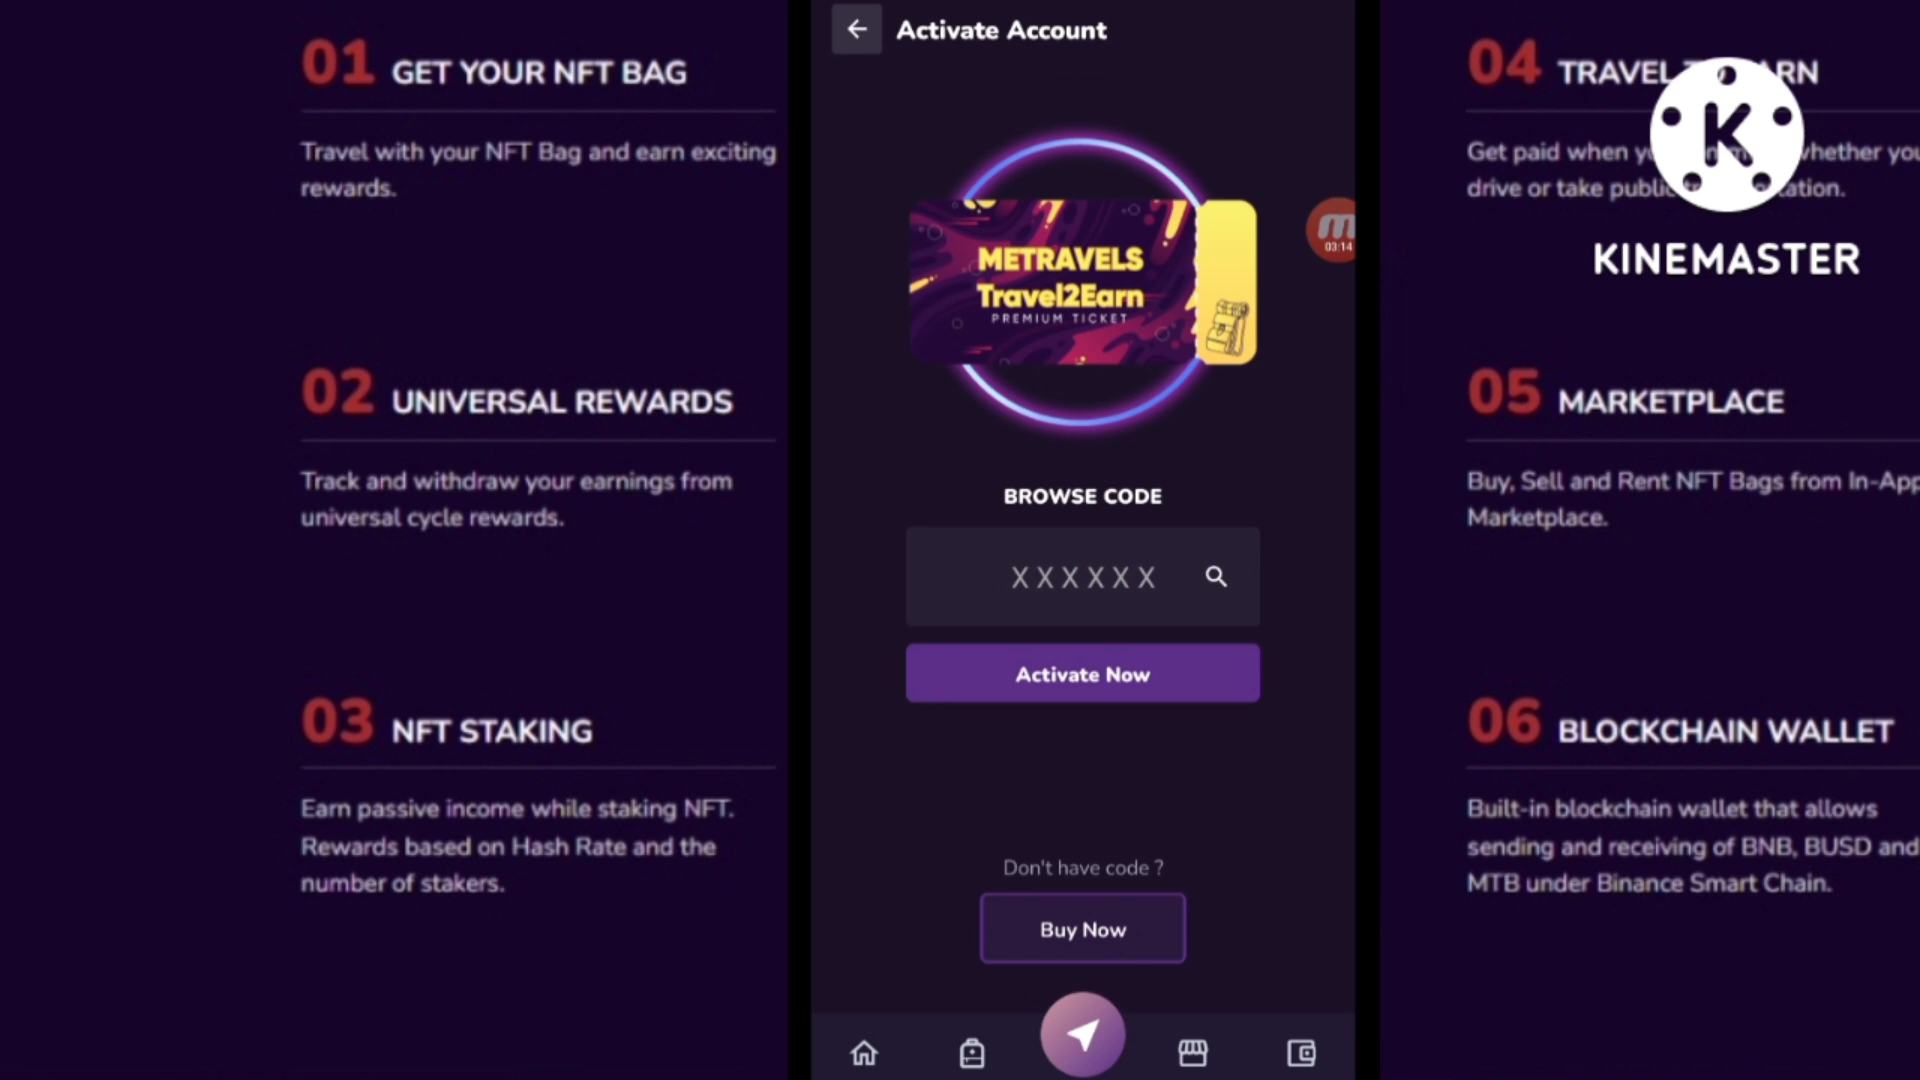 01 GET YOUR NFT BAG
Travel with your NFT Bag and earn exciting
rewards.
02 UNIVERSAL REWARDS
Track and withdraw your earnings from
universal cycle rewards.
03 NFT STAKING
Earn passive income while staking NFT.
Rewards based on Hash Rate and the
number of stakers.
Activate Account
METRAVELS
Travel2Earn
PREMIUM TICKET
03:14
BROWSE CODE
X X X X X X
Activate Now
Don't have code ?
Buy Now
04 TRAVEL
Get paid when whether you
drive or take public
KINEMASTER
05 MARKETPLACE
Buy, Sell and Rent NFT Bags from In-App
Marketplace.
06 BLOCKCHAIN WALLET
Built-in blockchain wallet that allows
sending and receiving of BNB, BUSD and
MTB under Binance Smart Chain.